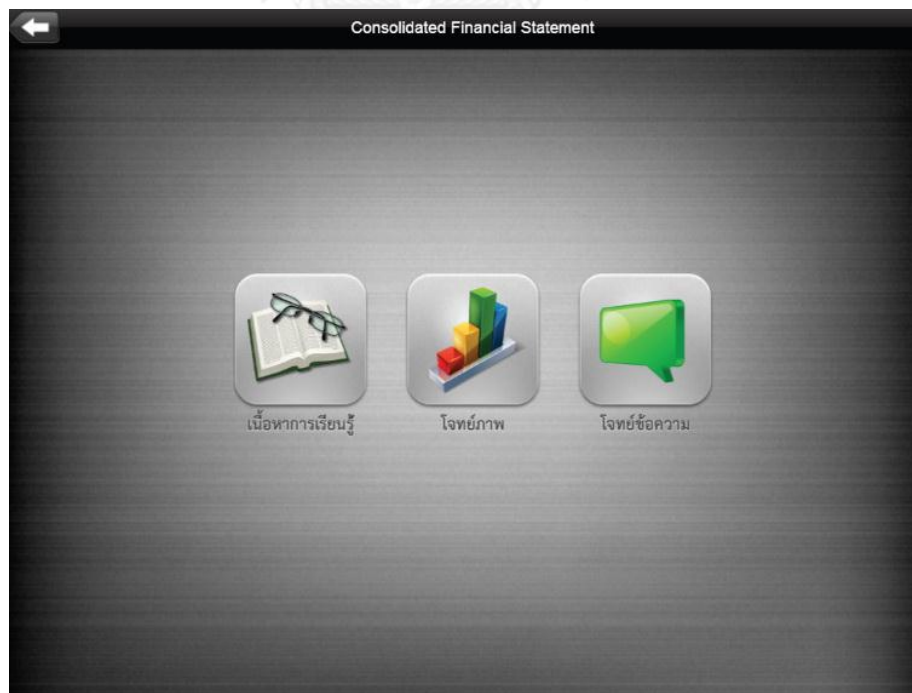 Consolidated Financial Statement
เนื้อหาการเรียนรู้
โจทย์ภาพ
โจทย์ข้อความ